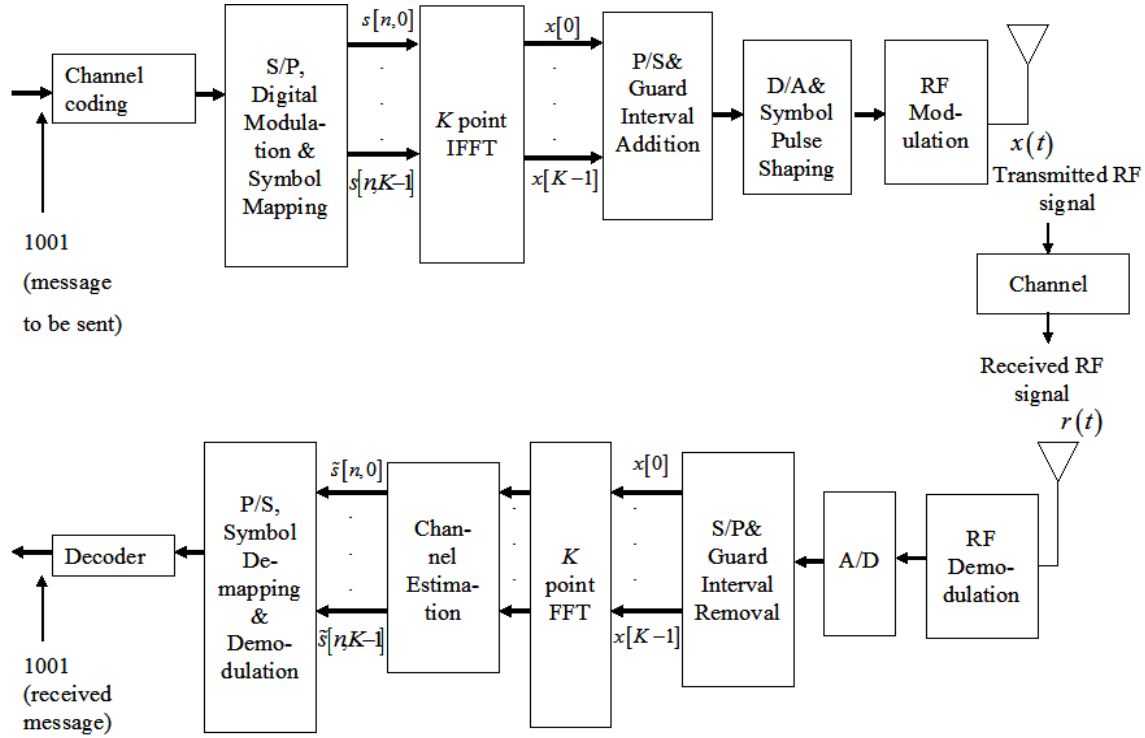 Channel
coding
1001
(message
to be sent)
S/P,
Digital
Modula-
tion &
Symbol
Mapping
s[n,0]
s[n,K-1]
K point
IFFT
x[0]
x[K-1]
P/S&
Guard
Interval
Addition
D/A&
Symbol
Pulse
Shaping
RF
Mod-
ulation
x(t)
Transmitted RF
signal
Channel
Received RF
signal
r(t)
RF
Demo-
dulation
A/D
S/P&
Guard
Interval
Removal
x[0]
x[K-1]
K
point
FFT
Chan-
nel
Estima-
tion
s̃[n,0]
s̃[n,K-1]
P/S,
Symbol
De-
mapping
&
Demo-
dulation
Decoder
1001
(received
message)